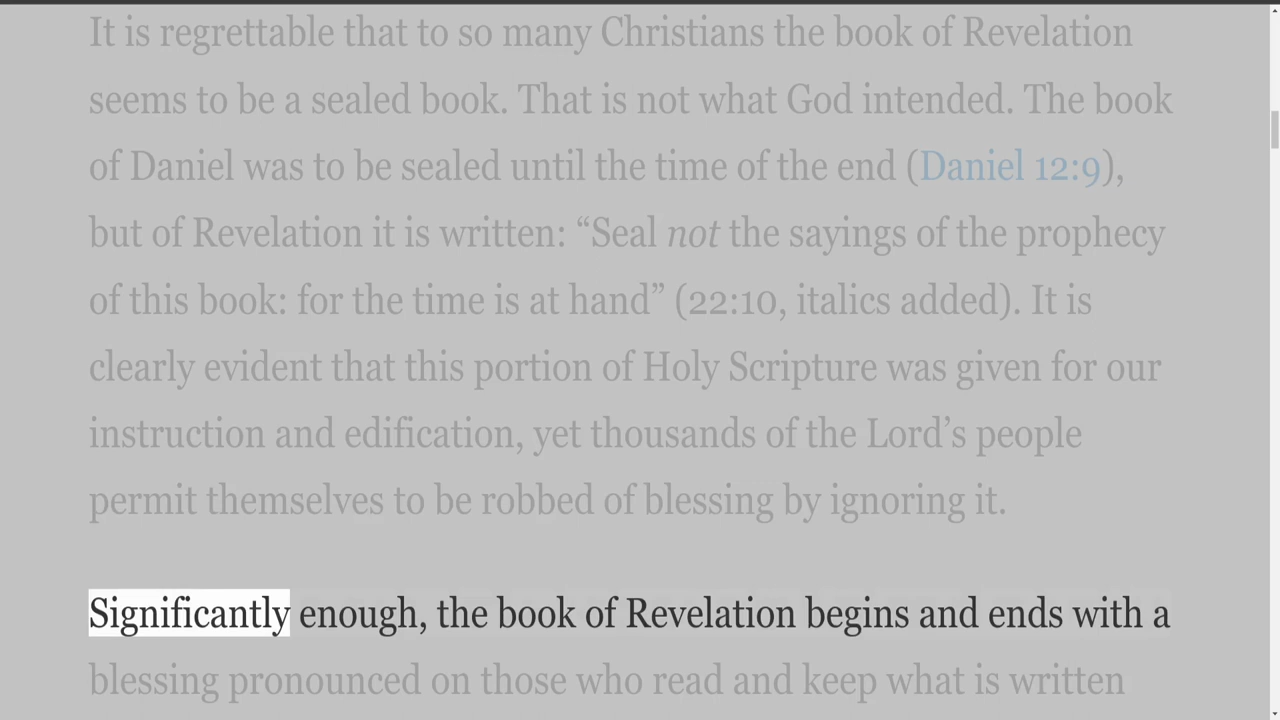 It is regrettable that to so many Christians the book of Revelation
seems to be a sealed book. That is not what God intended. The book
of Daniel was to be sealed until the time of the end (Daniel 12:9),
but of Revelation it is written: “Seal not the sayings of the prophecy
of this book: for the time is at hand” (22:10, italics added). It is
clearly evident that this portion of Holy Scripture was given for our
instruction and edification, yet thousands of the Lord’s people
permit themselves to be robbed of blessing by ignoring it.
Significantly enough, the book of Revelation begins and ends with a
blessing pronounced on those who read and keep what is written